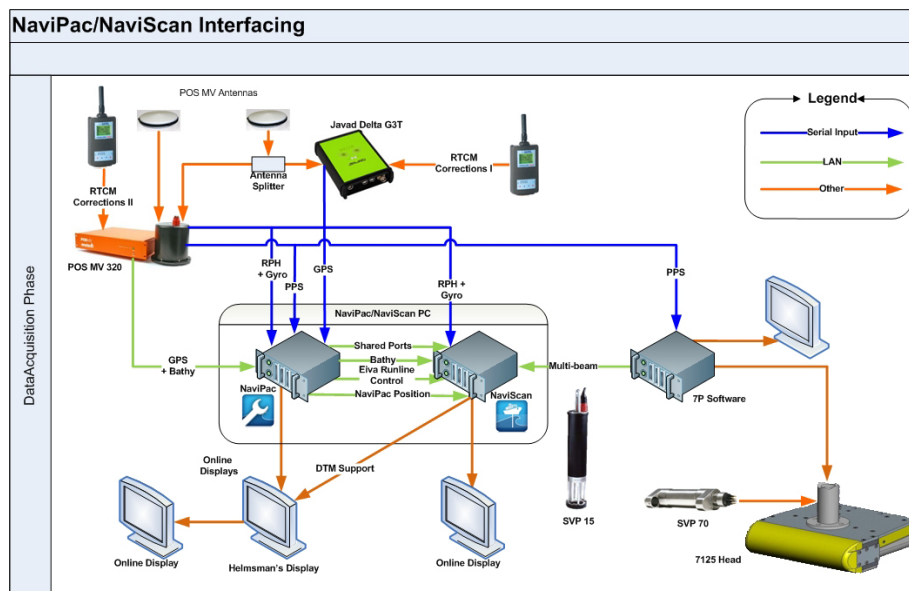 NaviPac/NaviScan Interfacing
DataAcquisition Phase
POS MV Antennas
Javad Delta G3T
Legend
Serial Input
LAN
Other
RTCM
Corrections II
Antenna
Splitter
RTCM
Corrections I
POS MV 320
RPH
+ Gyro
PPS
GPS
RPH +
Gyro
PPS
NaviPac/NaviScan PC
GPS
+ Bathy
Shared Ports
Bathy
Eiva Runline
Control
NaviPac Position
NaviPac
NaviScan
Multi-beam
7P Software
Online
Displays
DTM Support
SVP 15
SVP 70
7125 Head
Online Display
Helmsman's Display
Online Display